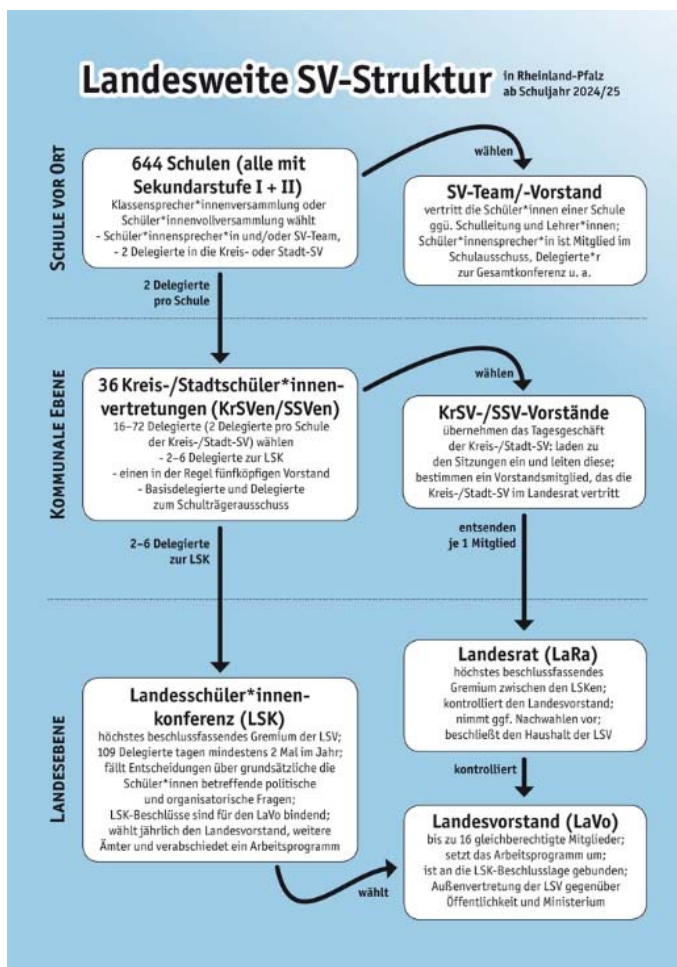 Landesweite SV-Struktur
in Rheinland-Pfalz
ab Schuljahr 2024/25
SCHULE VOR ORT
644 Schulen (alle mit
Sekundarstufe I + II)
Klassensprecher*innenversammlung oder
Schüler*innenvollversammlung wählt
- Schüler*innensprecher*in und/oder SV-Team,
- 2 Delegierte in die Kreis- oder Stadt-SV
wählen
SV-Team/-Vorstand
vertritt die Schüler*innen einer Schule
ggü. Schulleitung und Lehrer*innen;
Schüler*innensprecher*in ist Mitglied im
Schulausschuss, Delegierte*r
zur Gesamtkonferenz u. a.
2 Delegierte
pro Schule
KOMMUNALE EBENE
36 Kreis-/Stadtschüler*innen-
vertretungen (KrSVen/SSVen)
16–72 Delegierte (2 Delegierte pro Schule
der Kreis-/Stadt-SV) wählen
- 2–6 Delegierte zur LSK
- einen in der Regel fünfköpfigen Vorstand
- Basisdelegierte und Delegierte
zum Schulträgerausschuss
wählen
KrSV-/SSV-Vorstände
übernehmen das Tagesgeschäft
der Kreis-/Stadt-SV: laden zu
den Sitzungen ein und leiten diese;
bestimmen ein Vorstandsmitglied, das die
Kreis-/Stadt-SV im Landesrat vertritt
2–6 Delegierte
zur LSK
entsenden
je 1 Mitglied
LANDESEBENE
Landesschüler*innen-
konferenz (LSK)
höchstes beschlussfassendes Gremium der LSV;
109 Delegierte tagen mindestens 2 Mal im Jahr;
fällt Entscheidungen über grundsätzliche die
Schüler*innen betreffende politische
und organisatorische Fragen;
LSK-Beschlüsse sind für den LaVo bindend;
wählt jährlich den Landesvorstand, weitere
Ämter und verabschiedet ein Arbeitsprogramm
Landesrat (LaRa)
höchstes beschlussfassendes
Gremium zwischen den LSKen;
kontrolliert den Landesvorstand;
nimmt ggf. Nachwahlen vor;
beschließt den Haushalt der LSV
kontrolliert
Landesvorstand (LaVo)
bis zu 16 gleichberechtigte Mitglieder;
setzt das Arbeitsprogramm um;
ist an die LSK-Beschlusslage gebunden;
Außenvertretung der LSV gegenüber
Öffentlichkeit und Ministerium
wählt